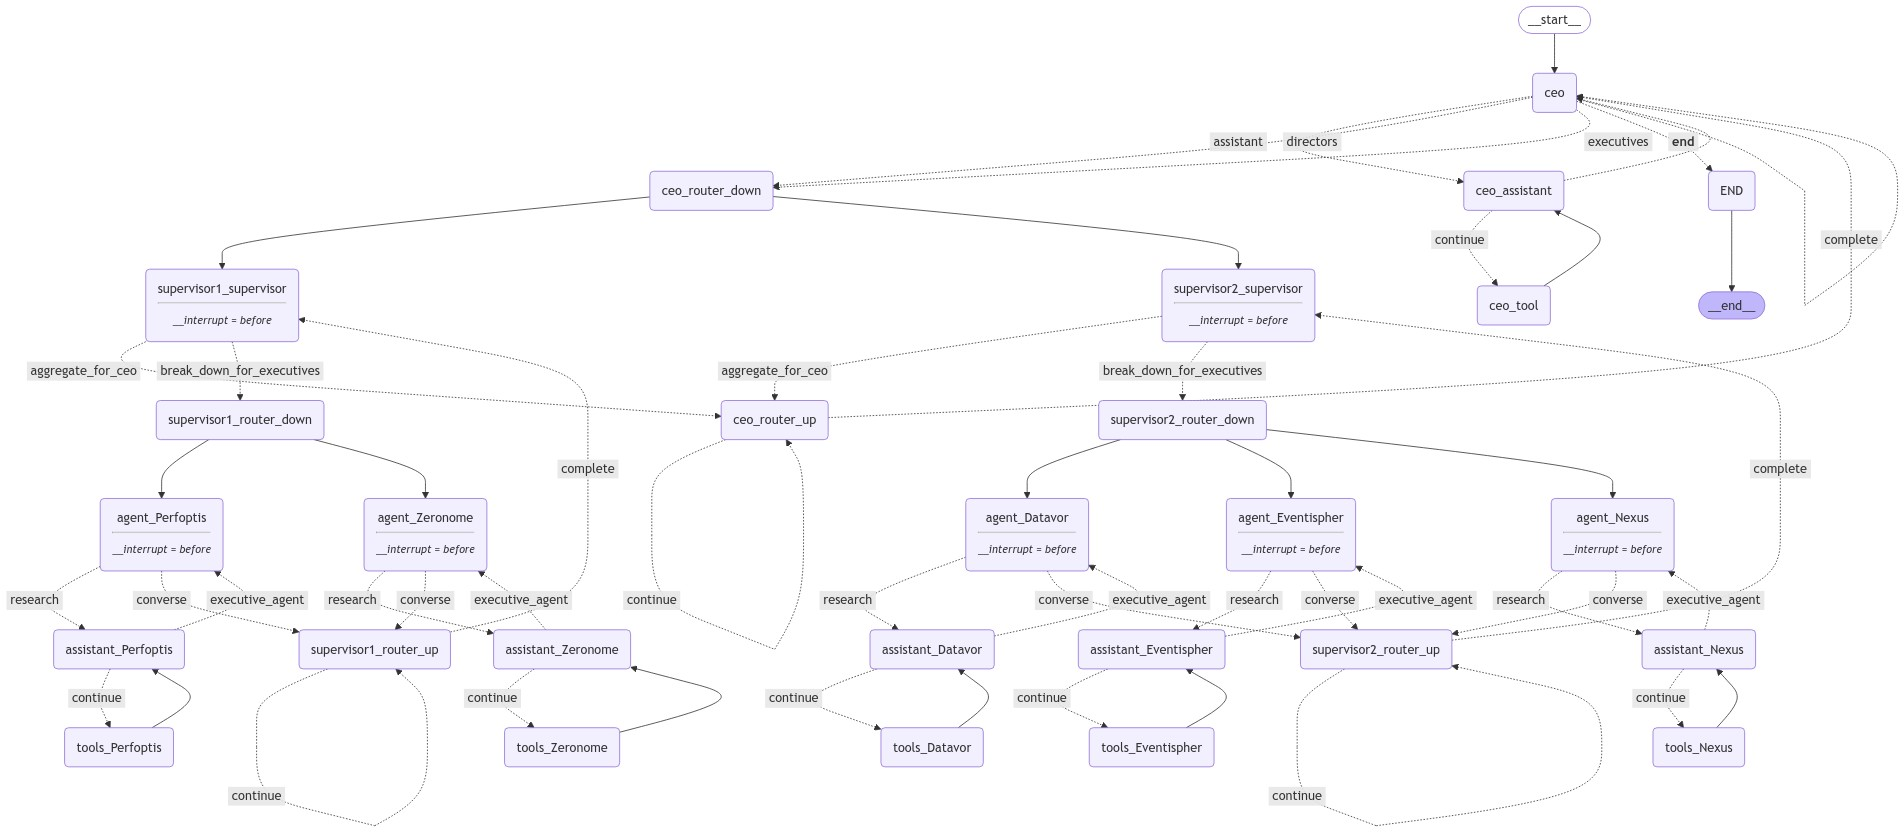 __start__
ceo
assistant
directors
executives
end
ceo_router_down
ceo_assistant
END
continue
complete
supervisor1_supervisor
__interrupt = before
supervisor2_supervisor
__interrupt = before
ceo_tool
__end__
aggregate_for_ceo
break_down_for_executives
aggregate_for_ceo
break_down_for_executives
supervisor1_router_down
ceo_router_up
supervisor2_router_down
complete
complete
agent_Perfoptis
__interrupt = before
agent_Zeronome
__interrupt = before
agent_Datavor
__interrupt = before
agent_Eventispher
__interrupt = before
agent_Nexus
__interrupt = before
research
converse
executive_agent
research
converse
executive_agent
continue
research
converse
executive_agent
research
converse
executive_agent
research
converse
executive_agent
assistant_Perfoptis
supervisor1_router_up
assistant_Zeronome
assistant_Datavor
assistant_Eventispher
supervisor2_router_up
assistant_Nexus
continue
continue
continue
continue
continue
tools_Perfoptis
tools_Zeronome
tools_Datavor
tools_Eventispher
tools_Nexus
continue
continue